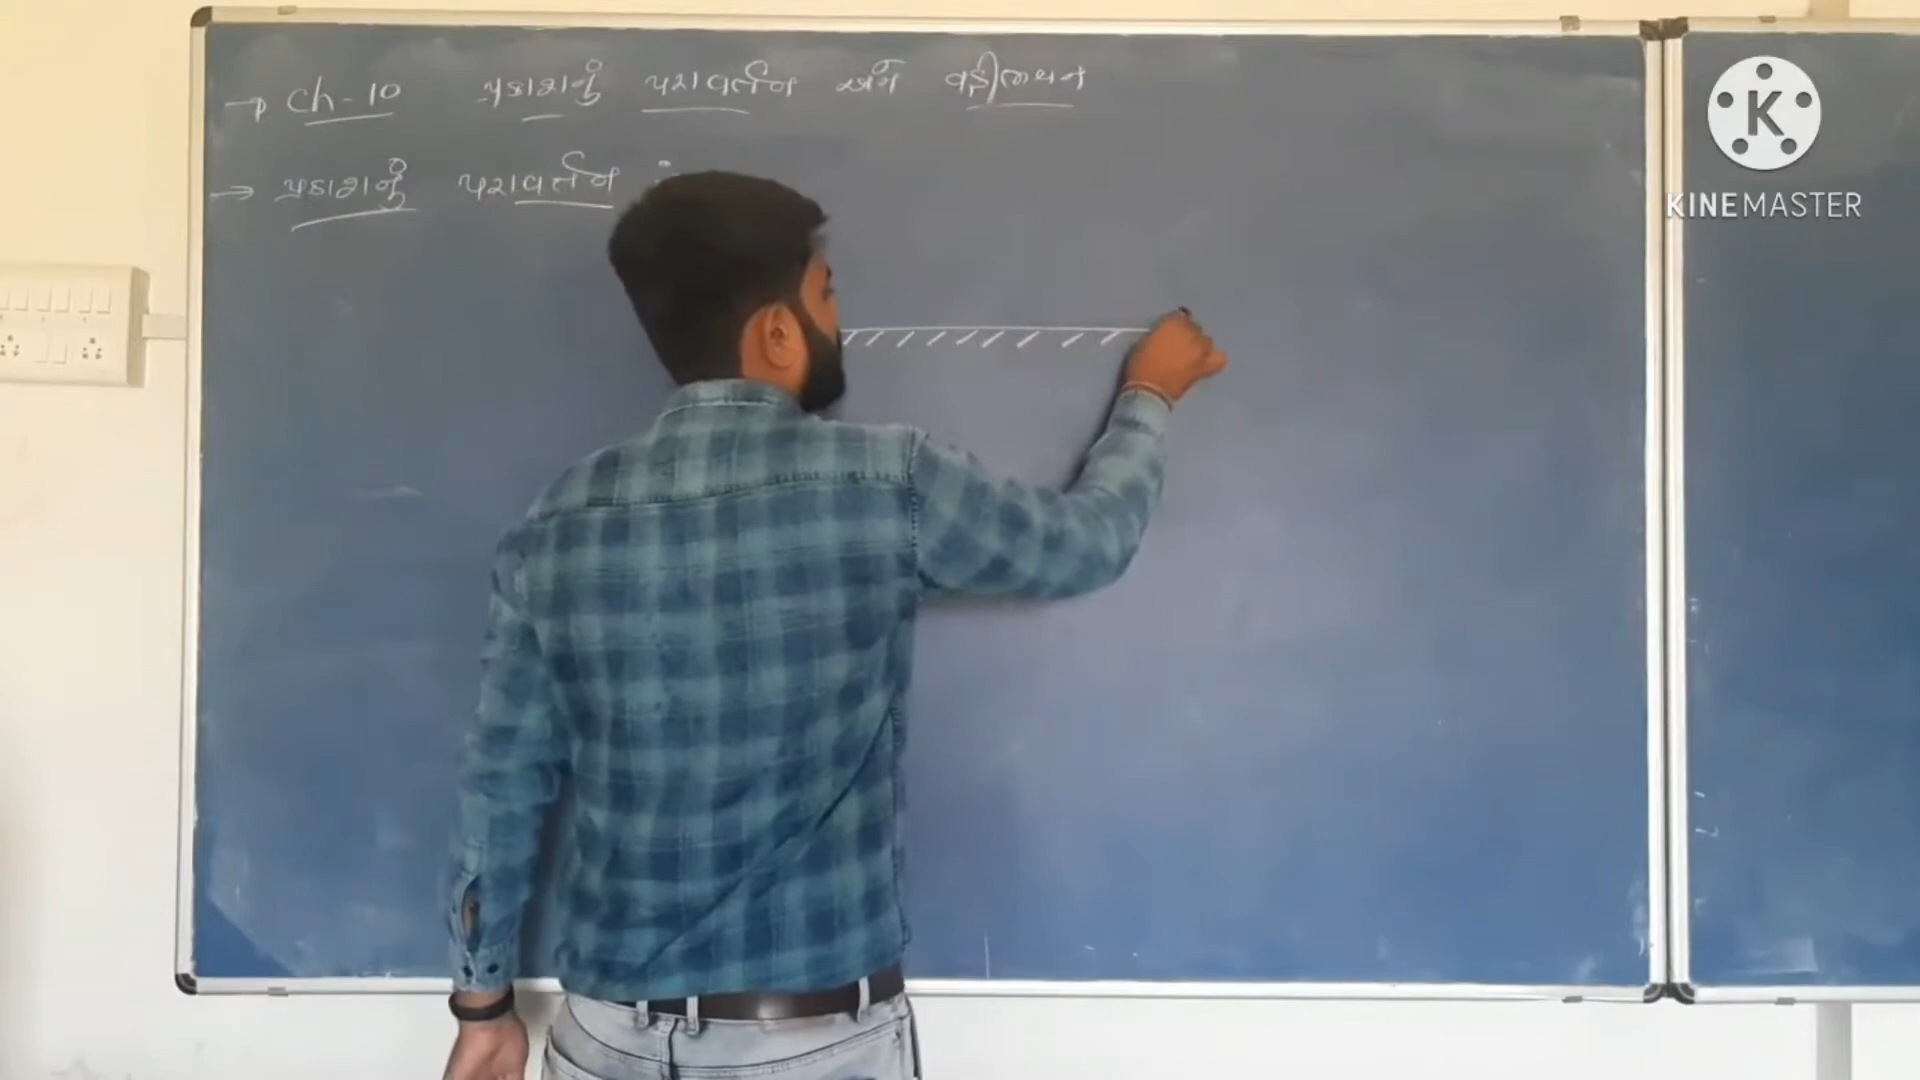 → Ch-10 પ્રકાશનું પરાવર્તન અને વક્રીભવન
→ પ્રકાશનું પરાવર્તન :
K
KINEMASTER